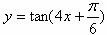 y = tan(4x + π/6)